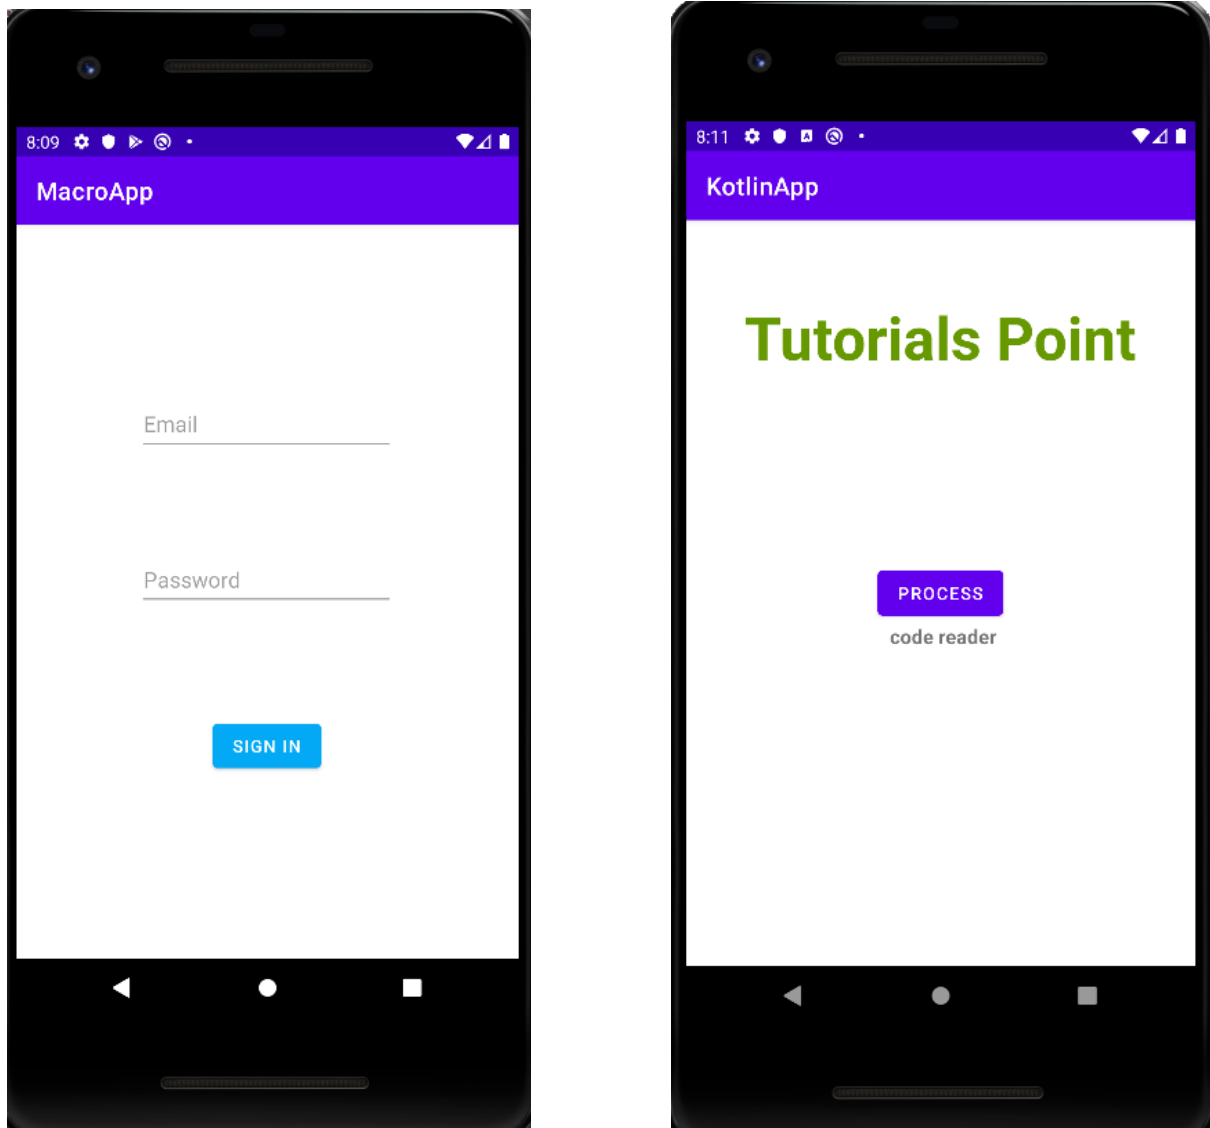 8:09
MacroApp
Email
Password
SIGN IN
8:11
KotlinApp
Tutorials Point
PROCESS
code reader